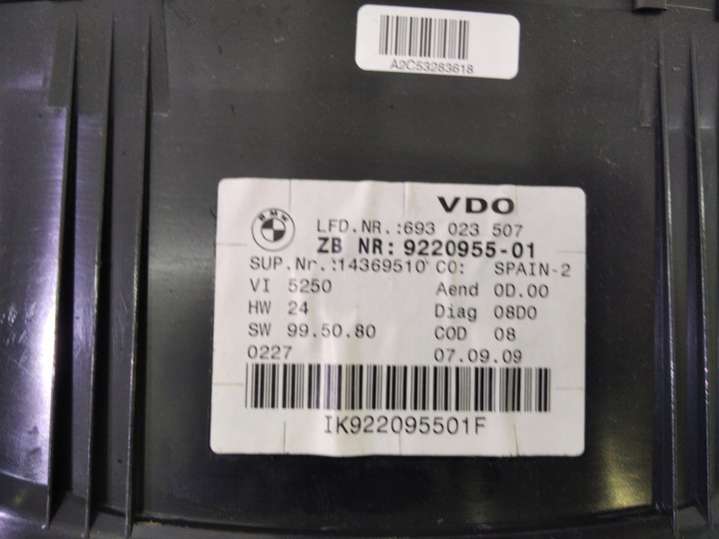 A2C53283618
VDO
BMW
LFD.NR.:693 023 507
ZB NR: 9220955-01
SUP.Nr.:14369510 CO: SPAIN-2
VI 5250 Aend 0D.00
HW 24 Diag 08D0
SW 99.50.80 COD 08
0227 07.09.09
IK922095501F